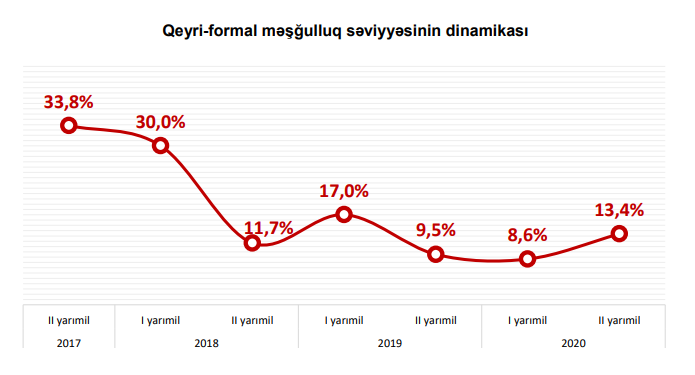 Qeyri-formal məşğulluq səviyyəsinin dinamikası
33,8%
30,0%
11,7%
17,0%
9,5%
8,6%
13,4%
II yarımil I yarımil II yarımil I yarımil II yarımil I yarımil II yarımil
2017 2018 2019 2020